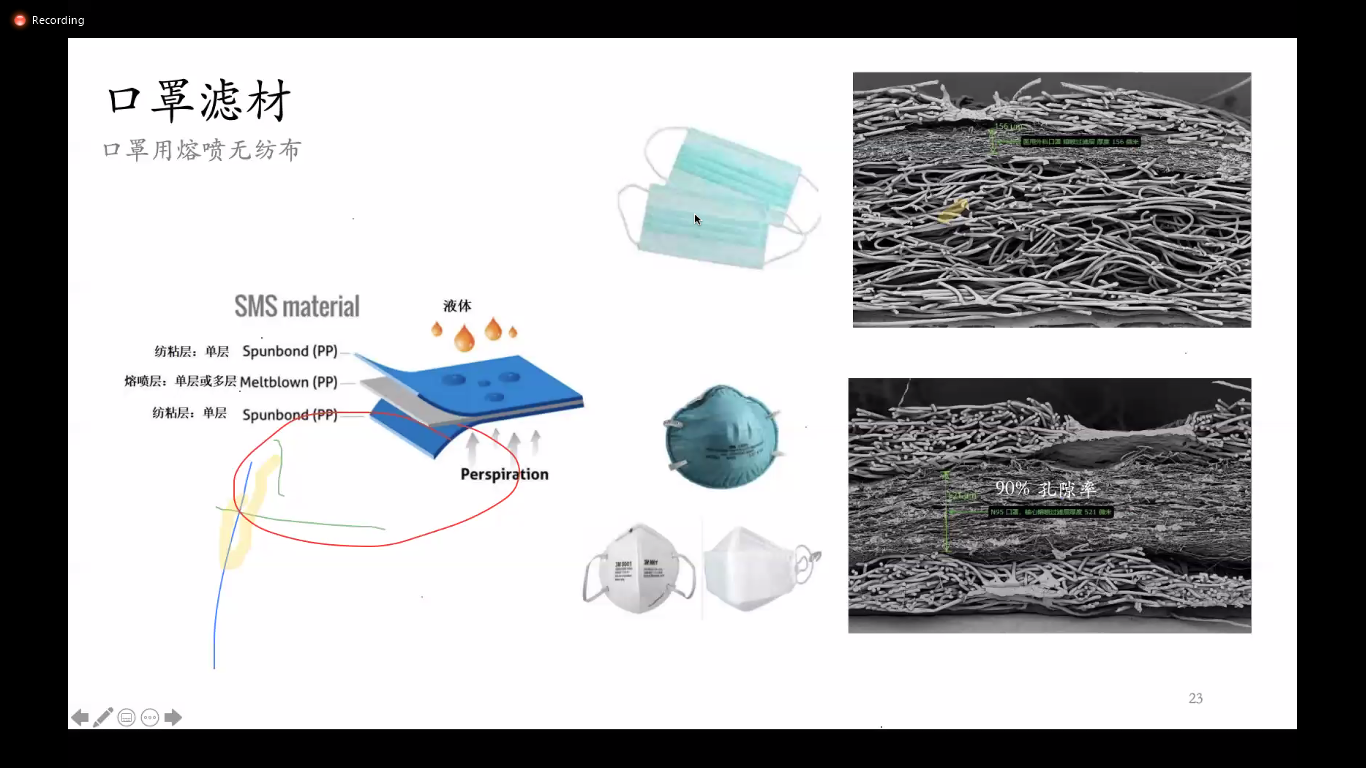 Recording
口罩滤材
口罩用熔喷无纺布
SMS material
液体
纺粘层：单层 Spunbond (PP)
熔喷层：单层或多层 Meltblown (PP)
纺粘层：单层 Spunbond (PP)
Perspiration
156 μm
医用外科口罩 熔喷过滤层 厚度 156 微米
90% 孔隙率
N95 口罩，核心熔喷过滤层厚度 521 微米
23